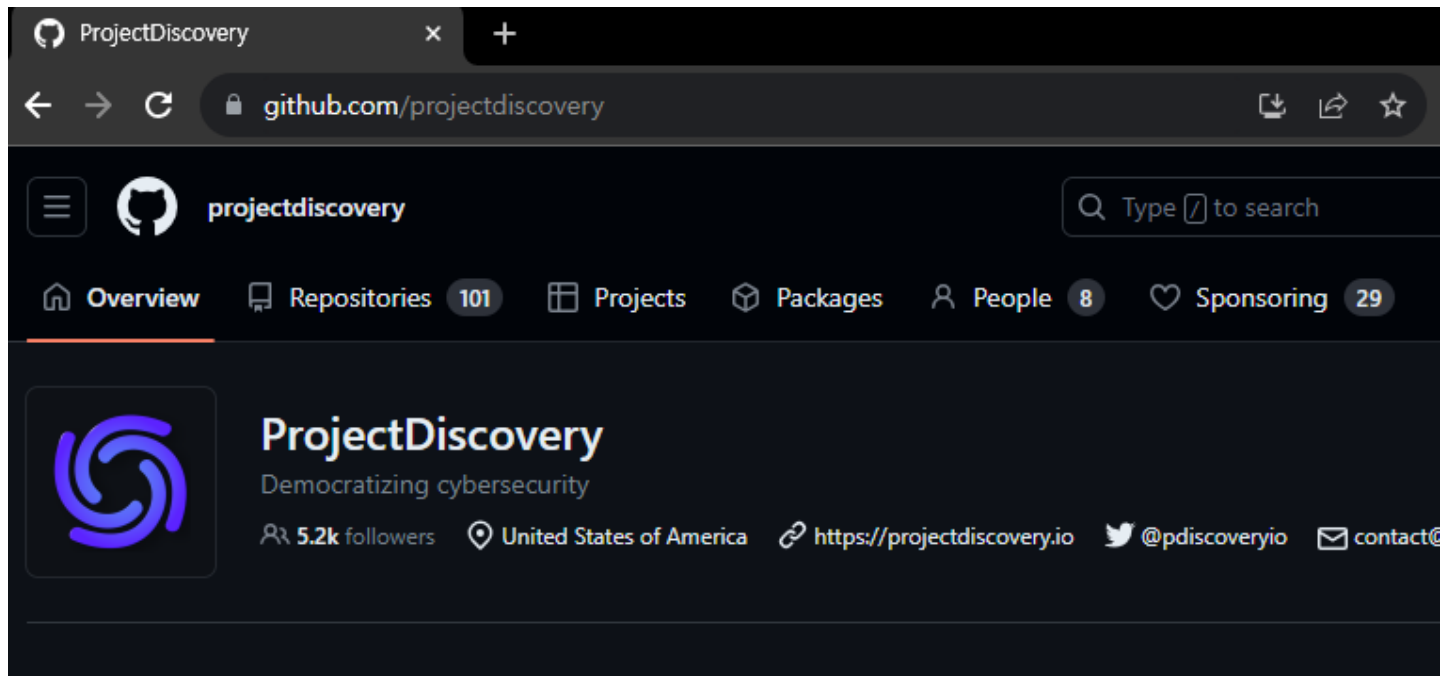 ProjectDiscovery
github.com/projectdiscovery
projectdiscovery
Type / to search
Overview Repositories 101 Projects Packages People 8 Sponsoring 29
ProjectDiscovery
Democratizing cybersecurity
5.2k followers United States of America https://projectdiscovery.io @pdiscoveryio contact@